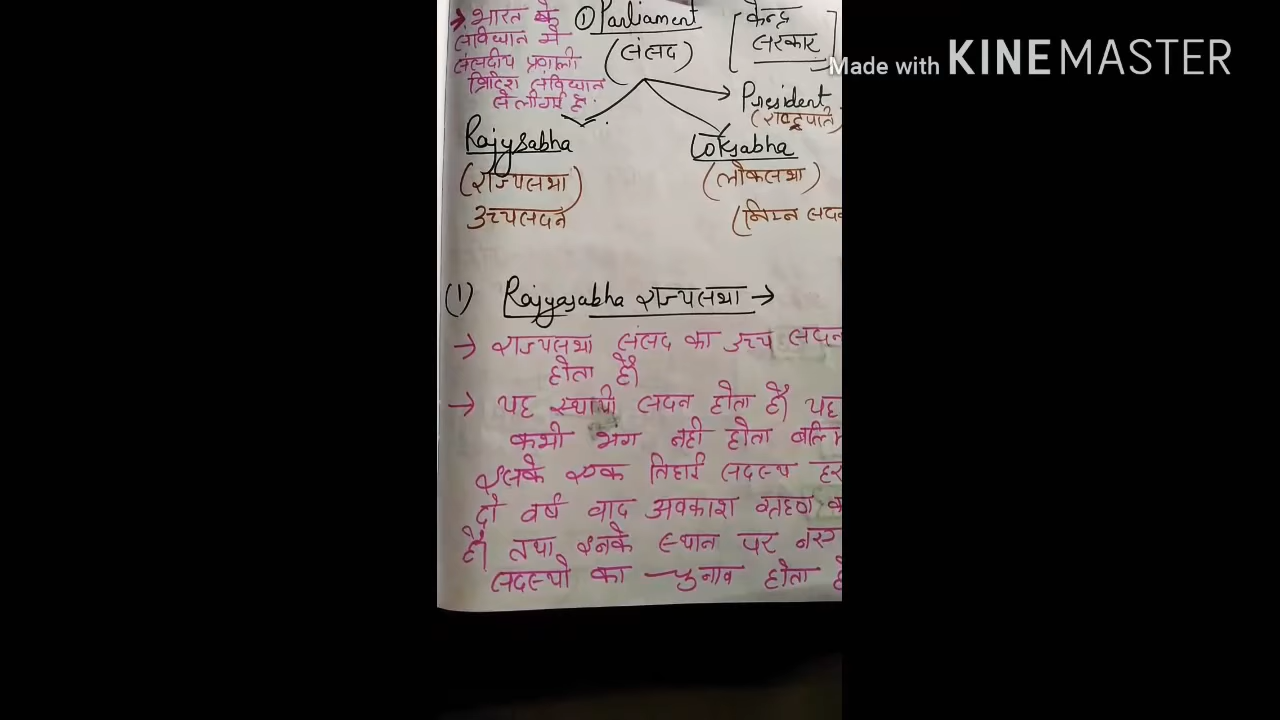 → भारत के
संविधान में
संसदीय प्रणाली
ब्रिटिश संविधान
से ली गई है.
① Parliament
(संसद)
[केन्द्र
सरकार]
Made with KINEMASTER
President
(राष्ट्रपति)
Rajysabha
(राज्यसभा)
उच्चसदन
Loksabha
(लोकसभा)
(निम्न सदन
(1) Rajyasabha राज्यसभा →
→ राज्यसभा संसद का उच्च सदन
होता है।
→ यह स्थायी सदन होता है। यह
कभी भंग नही होता बल्कि
इसके एक तिहाई सदस्य हर
दो वर्ष बाद अवकाश ग्रहण
है। तथा इनके स्थान पर नए
सदस्यो का चुनाव होता है